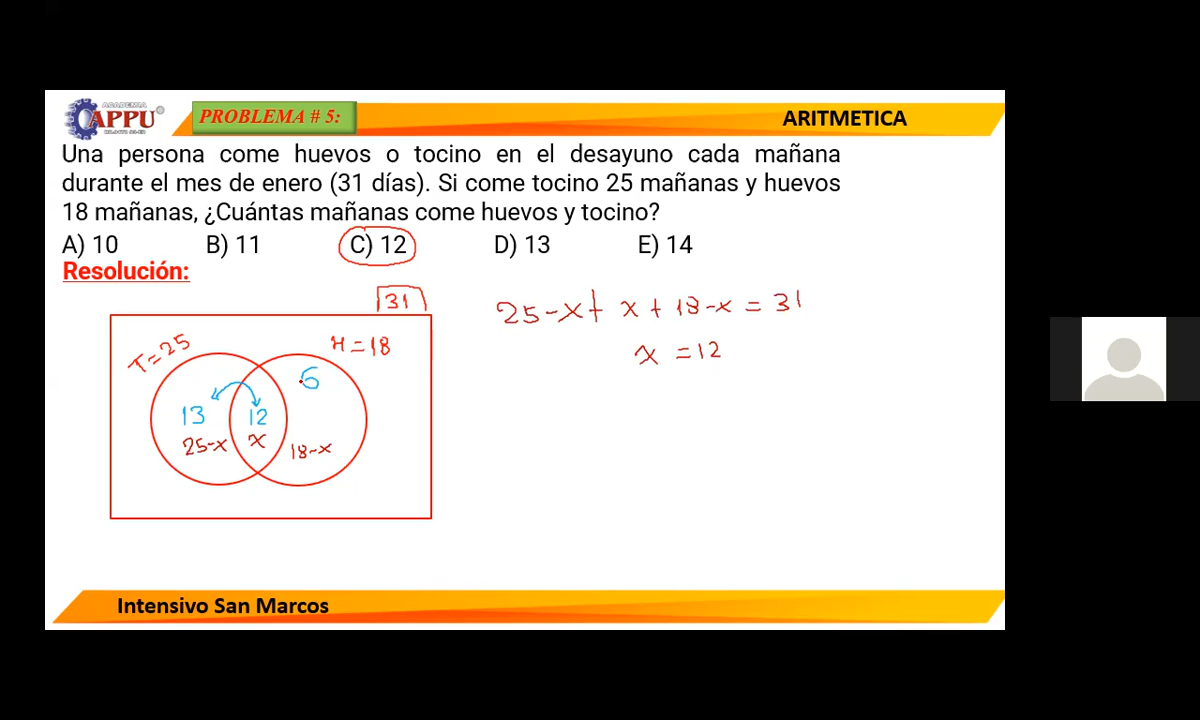 ACADEMIA
APPU
PROBLEMA # 5:
ARITMETICA
Una persona come huevos o tocino en el desayuno cada mañana
durante el mes de enero (31 días). Si come tocino 25 mañanas y huevos
18 mañanas, ¿Cuántas mañanas come huevos y tocino?
A) 10 B) 11 C) 12 D) 13 E) 14
Resolución:
31
25-x+ x + 18-x = 31
x = 12
T=25
H=18
6
13 12
25-x x 18-x
Intensivo San Marcos